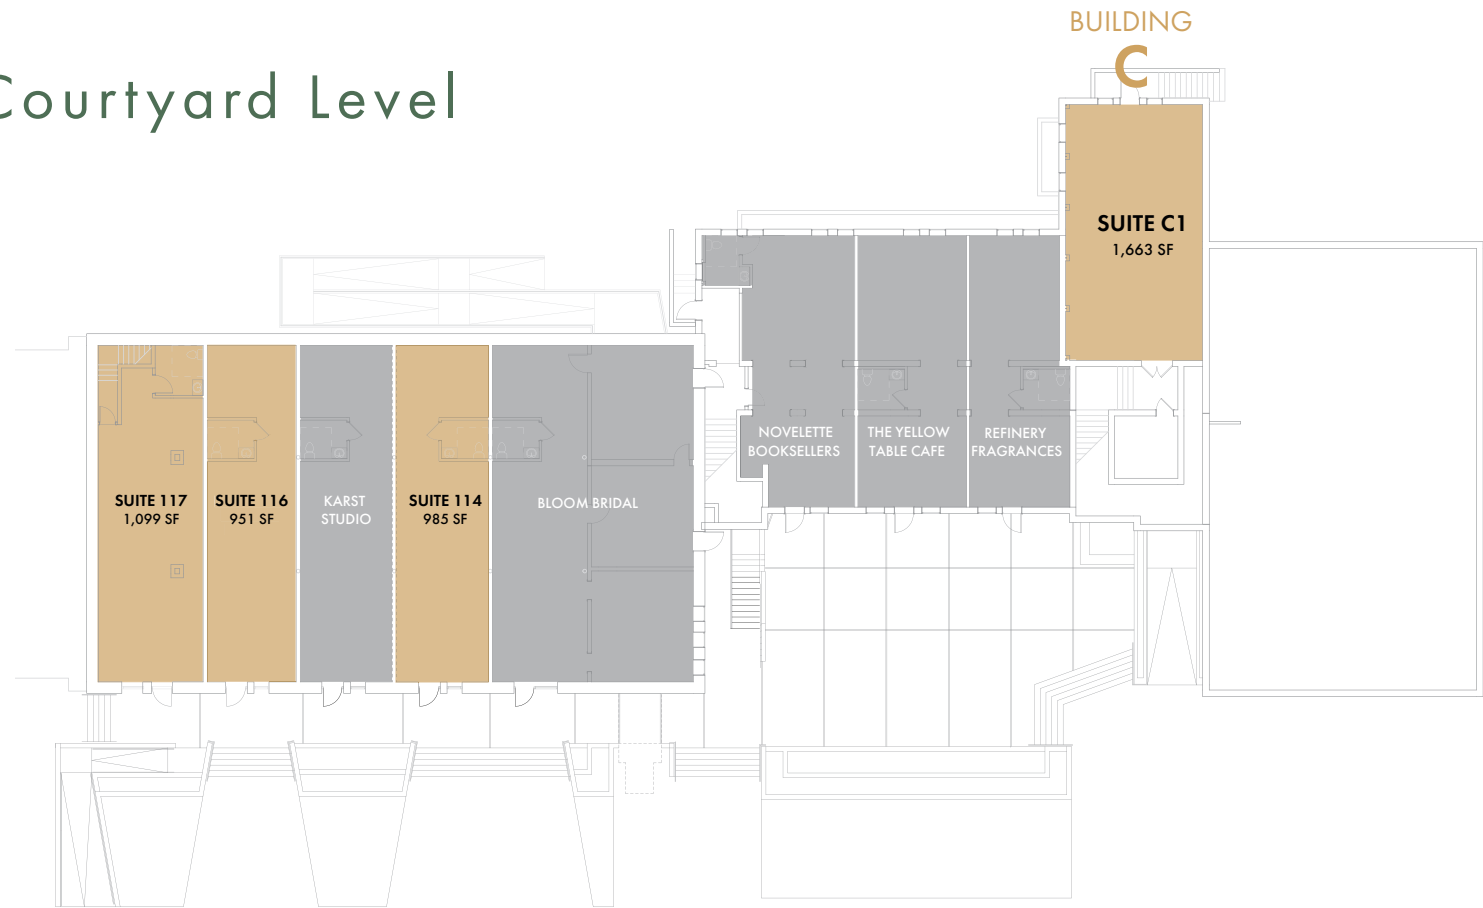 BUILDING
C
Courtyard Level
SUITE C1
1,663 SF
NOVELETTE
BOOKSELLERS
THE YELLOW
TABLE CAFE
REFINERY
FRAGRANCES
SUITE 117
1,099 SF
SUITE 116
951 SF
KARST
STUDIO
SUITE 114
985 SF
BLOOM BRIDAL